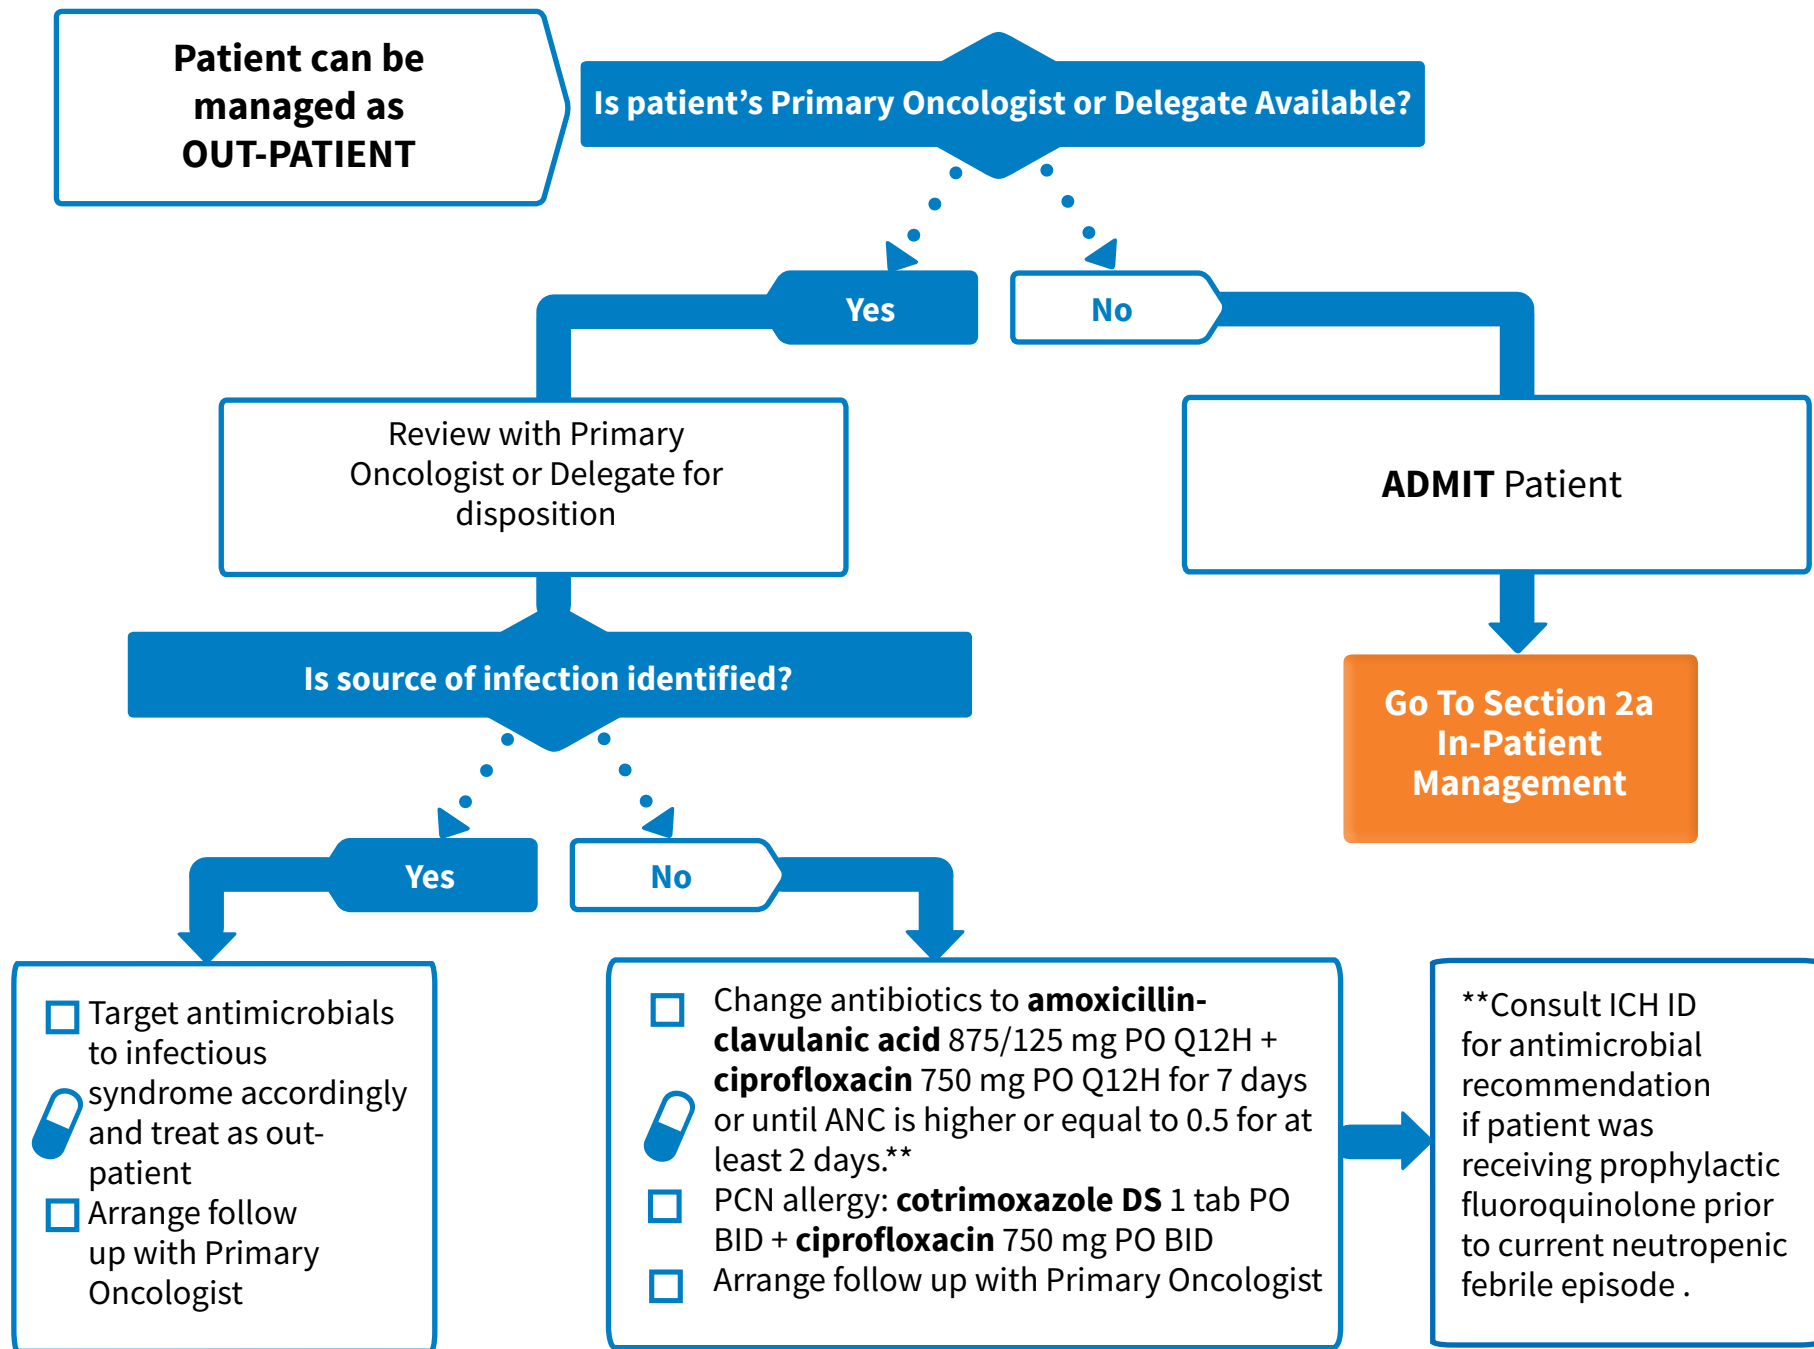 Patient can be
managed as
OUT-PATIENT
Is patient’s Primary Oncologist or Delegate Available?
Yes
No
Review with Primary
Oncologist or Delegate for
disposition
ADMIT Patient
Is source of infection identified?
Go To Section 2a
In-Patient
Management
Yes
No
Target antimicrobials
to infectious
syndrome accordingly
and treat as out-
patient
Arrange follow
up with Primary
Oncologist
Change antibiotics to amoxicillin-
clavulanic acid 875/125 mg PO Q12H +
ciprofloxacin 750 mg PO Q12H for 7 days
or until ANC is higher or equal to 0.5 for at
least 2 days.**
PCN allergy: cotrimoxazole DS 1 tab PO
BID + ciprofloxacin 750 mg PO BID
Arrange follow up with Primary Oncologist
**Consult ICH ID
for antimicrobial
recommendation
if patient was
receiving prophylactic
fluoroquinolone prior
to current neutropenic
febrile episode .